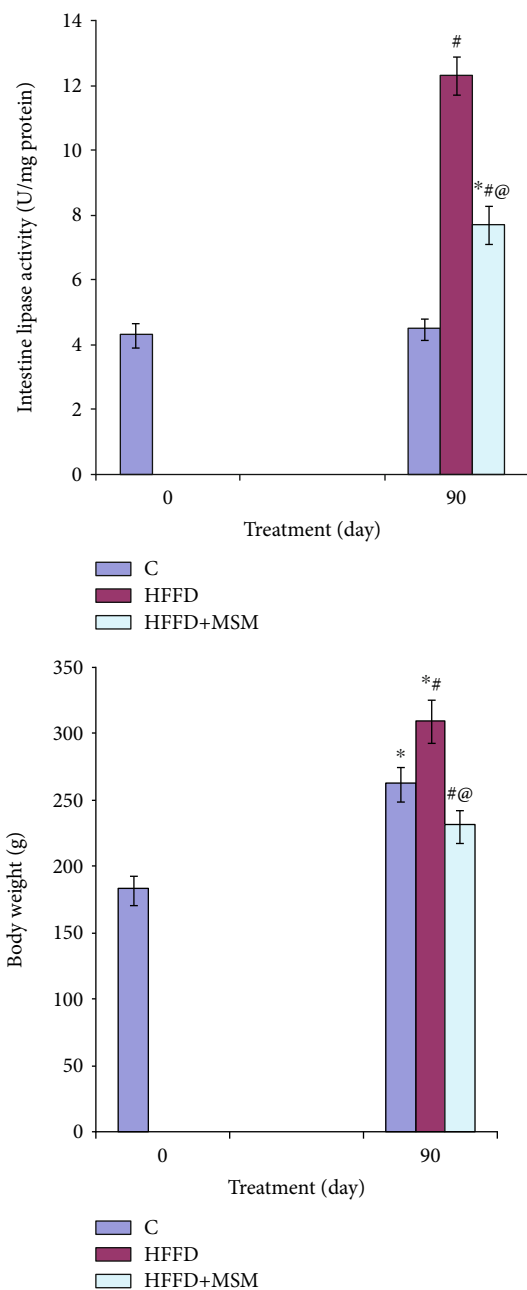 Intestine lipase activity (U/mg protein)
14
12
10
8
6
4
2
0
#
*#@
0
90
Treatment (day)
C
HFFD
HFFD+MSM
Body weight (g)
350
300
250
200
150
100
50
0
*
*#
#@
0
90
Treatment (day)
C
HFFD
HFFD+MSM